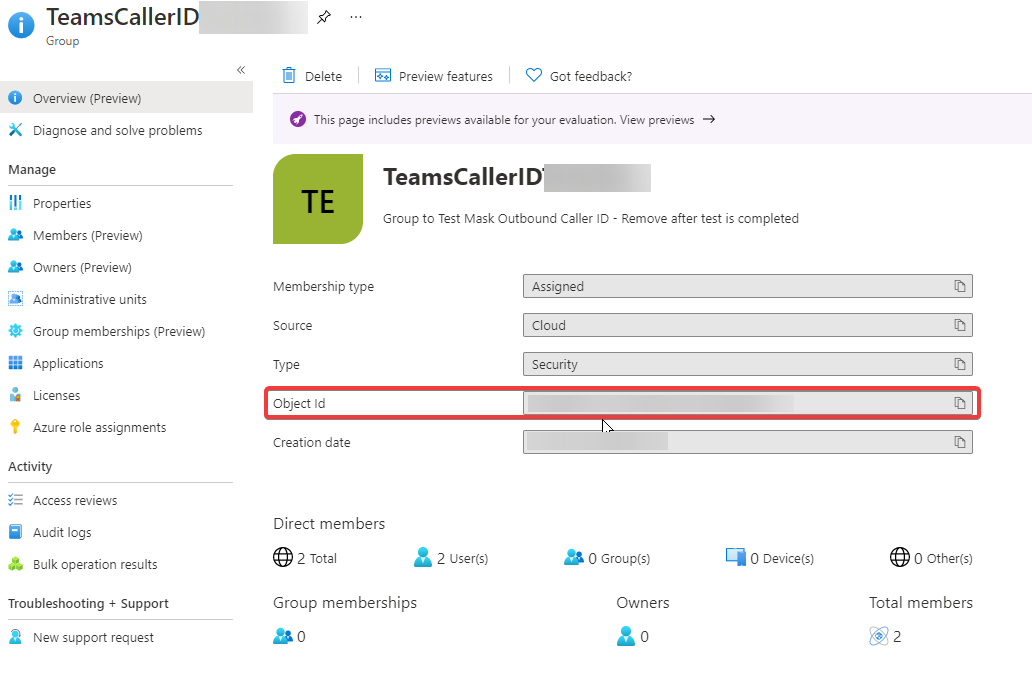 TeamsCallerID
Group
Delete
Preview features
Got feedback?
Overview (Preview)
Diagnose and solve problems
Manage
Properties
Members (Preview)
Owners (Preview)
Administrative units
Group memberships (Preview)
Applications
Licenses
Azure role assignments
Activity
Access reviews
Audit logs
Bulk operation results
Troubleshooting + Support
New support request
This page includes previews available for your evaluation. View previews →
TE
TeamsCallerID
Group to Test Mask Outbound Caller ID - Remove after test is completed
Membership type Assigned
Source Cloud
Type Security
Object Id
Creation date
Direct members
2 Total 2 User(s) 0 Group(s) 0 Device(s) 0 Other(s)
Group memberships Owners Total members
0 0 2